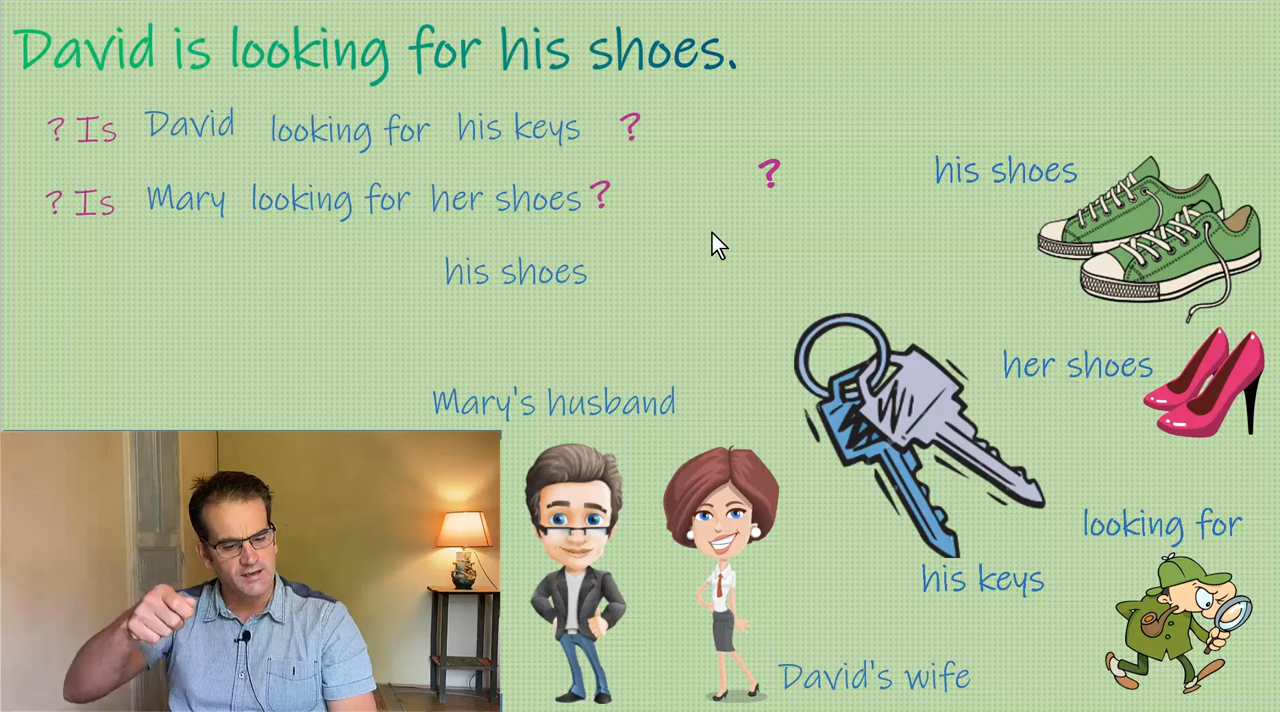 David is looking for his shoes.
? Is David looking for his keys ?
?
his shoes
? Is Mary looking for her shoes ?
his shoes
her shoes
Mary's husband
looking for
his keys
David's wife